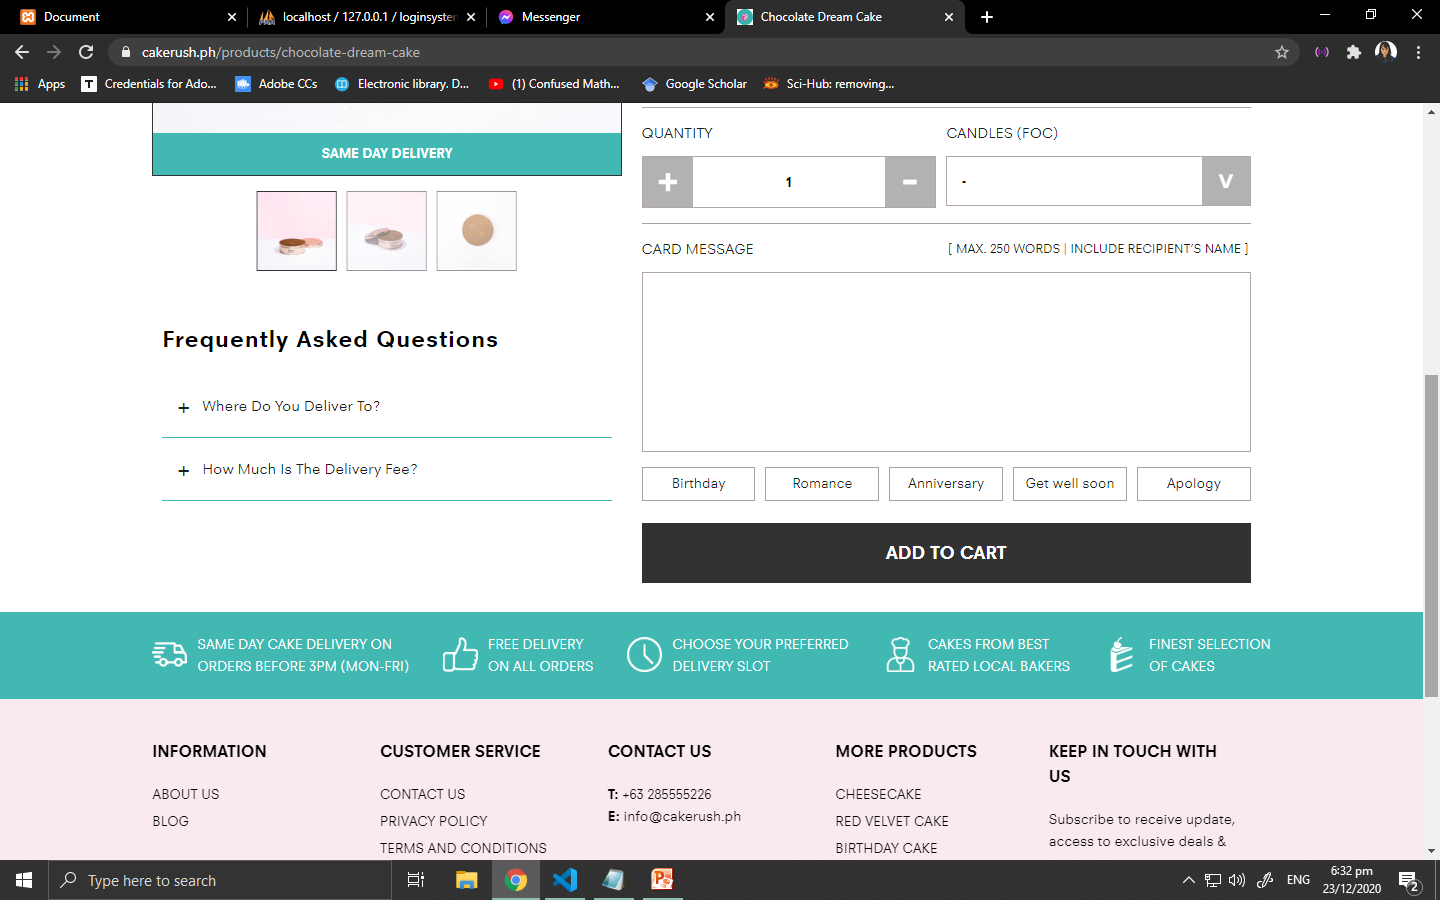 Document
localhost / 127.0.0.1 / loginsystem
Messenger
Chocolate Dream Cake
cakerush.ph/products/chocolate-dream-cake
Apps
Credentials for Ado...
Adobe CCs
Electronic library. D...
(1) Confused Math...
Google Scholar
Sci-Hub: removing...
SAME DAY DELIVERY
QUANTITY
CANDLES (FOC)
1
-
V
CARD MESSAGE
[ MAX. 250 WORDS | INCLUDE RECIPIENT'S NAME ]
Frequently Asked Questions
+ Where Do You Deliver To?
+ How Much Is The Delivery Fee?
Birthday
Romance
Anniversary
Get well soon
Apology
ADD TO CART
SAME DAY CAKE DELIVERY ON
ORDERS BEFORE 3PM (MON-FRI)
FREE DELIVERY
ON ALL ORDERS
CHOOSE YOUR PREFERRED
DELIVERY SLOT
CAKES FROM BEST
RATED LOCAL BAKERS
FINEST SELECTION
OF CAKES
INFORMATION
ABOUT US
BLOG
CUSTOMER SERVICE
CONTACT US
PRIVACY POLICY
TERMS AND CONDITIONS
CONTACT US
T: +63 285555226
E: info@cakerush.ph
MORE PRODUCTS
CHEESECAKE
RED VELVET CAKE
BIRTHDAY CAKE
KEEP IN TOUCH WITH
US
Subscribe to receive update,
access to exclusive deals &
Type here to search
ENG
6:32 pm
23/12/2020
2